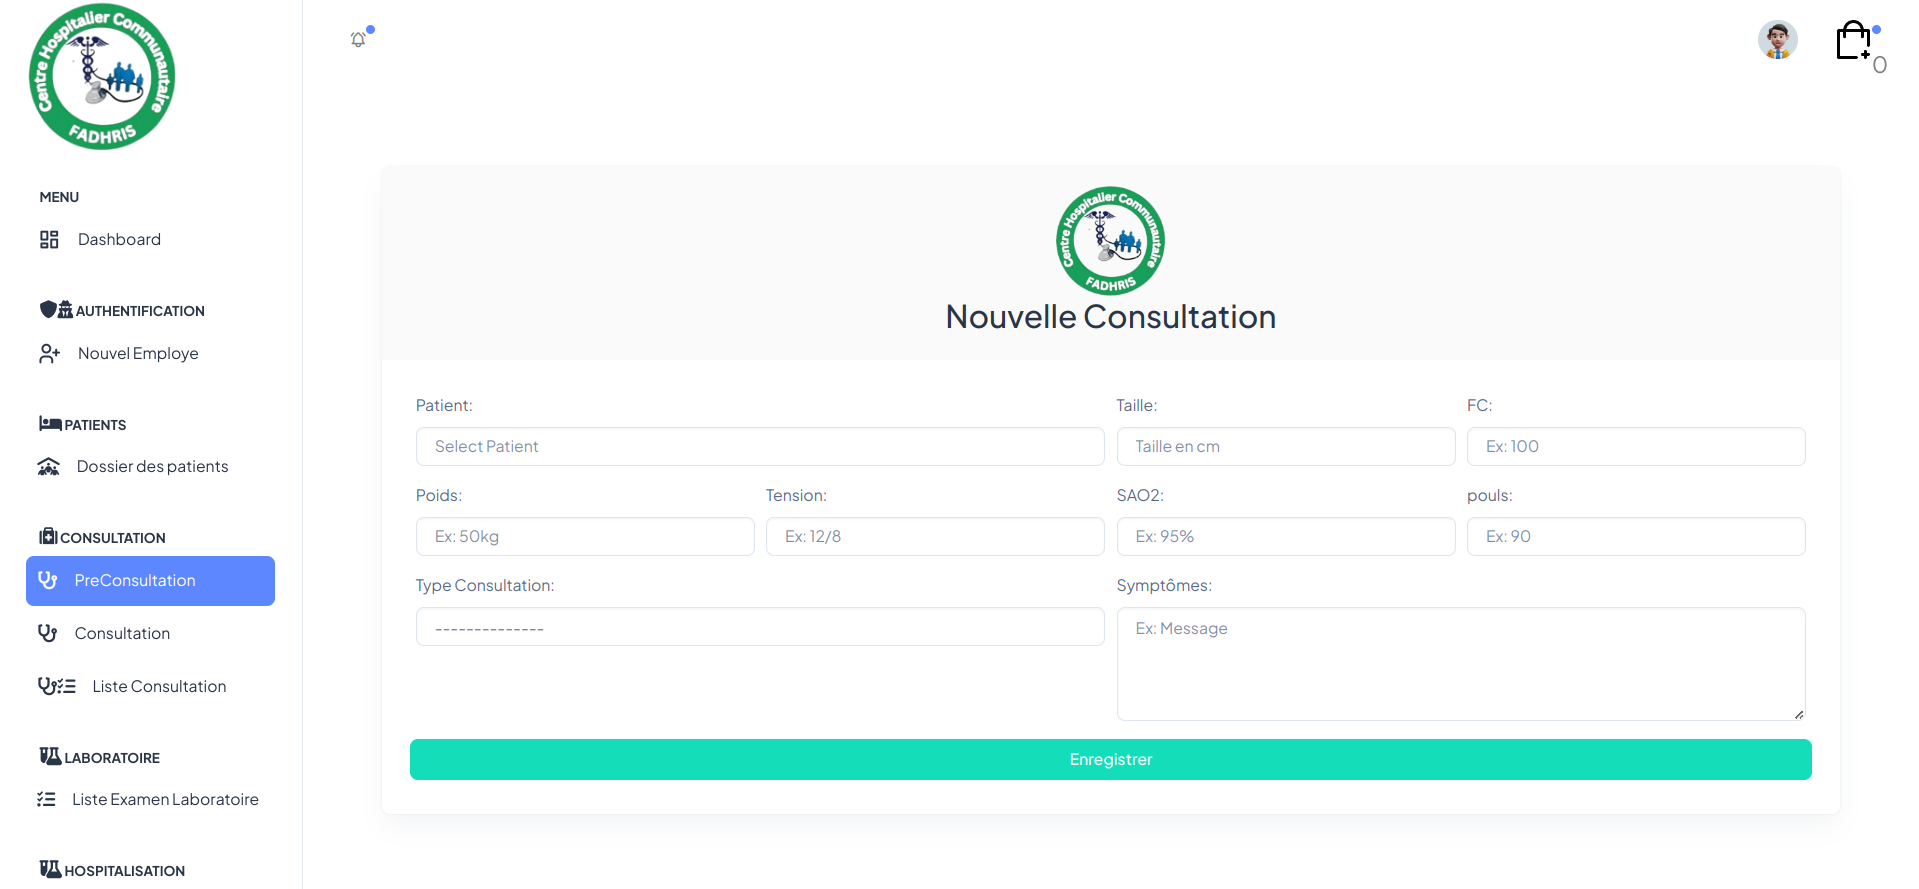 Centre Hospitalier Communautaire
FADHRIS
0
MENU
Dashboard
AUTHENTIFICATION
Nouvel Employe
PATIENTS
Dossier des patients
CONSULTATION
PreConsultation
Consultation
Liste Consultation
LABORATOIRE
Liste Examen Laboratoire
HOSPITALISATION
Centre Hospitalier Communautaire
FADHRIS
Nouvelle Consultation
Patient:
Select Patient
Taille:
Taille en cm
FC:
Ex: 100
Poids:
Ex: 50kg
Tension:
Ex: 12/8
SAO2:
Ex: 95%
pouls:
Ex: 90
Type Consultation:
--------------
Symptômes:
Ex: Message
Enregistrer